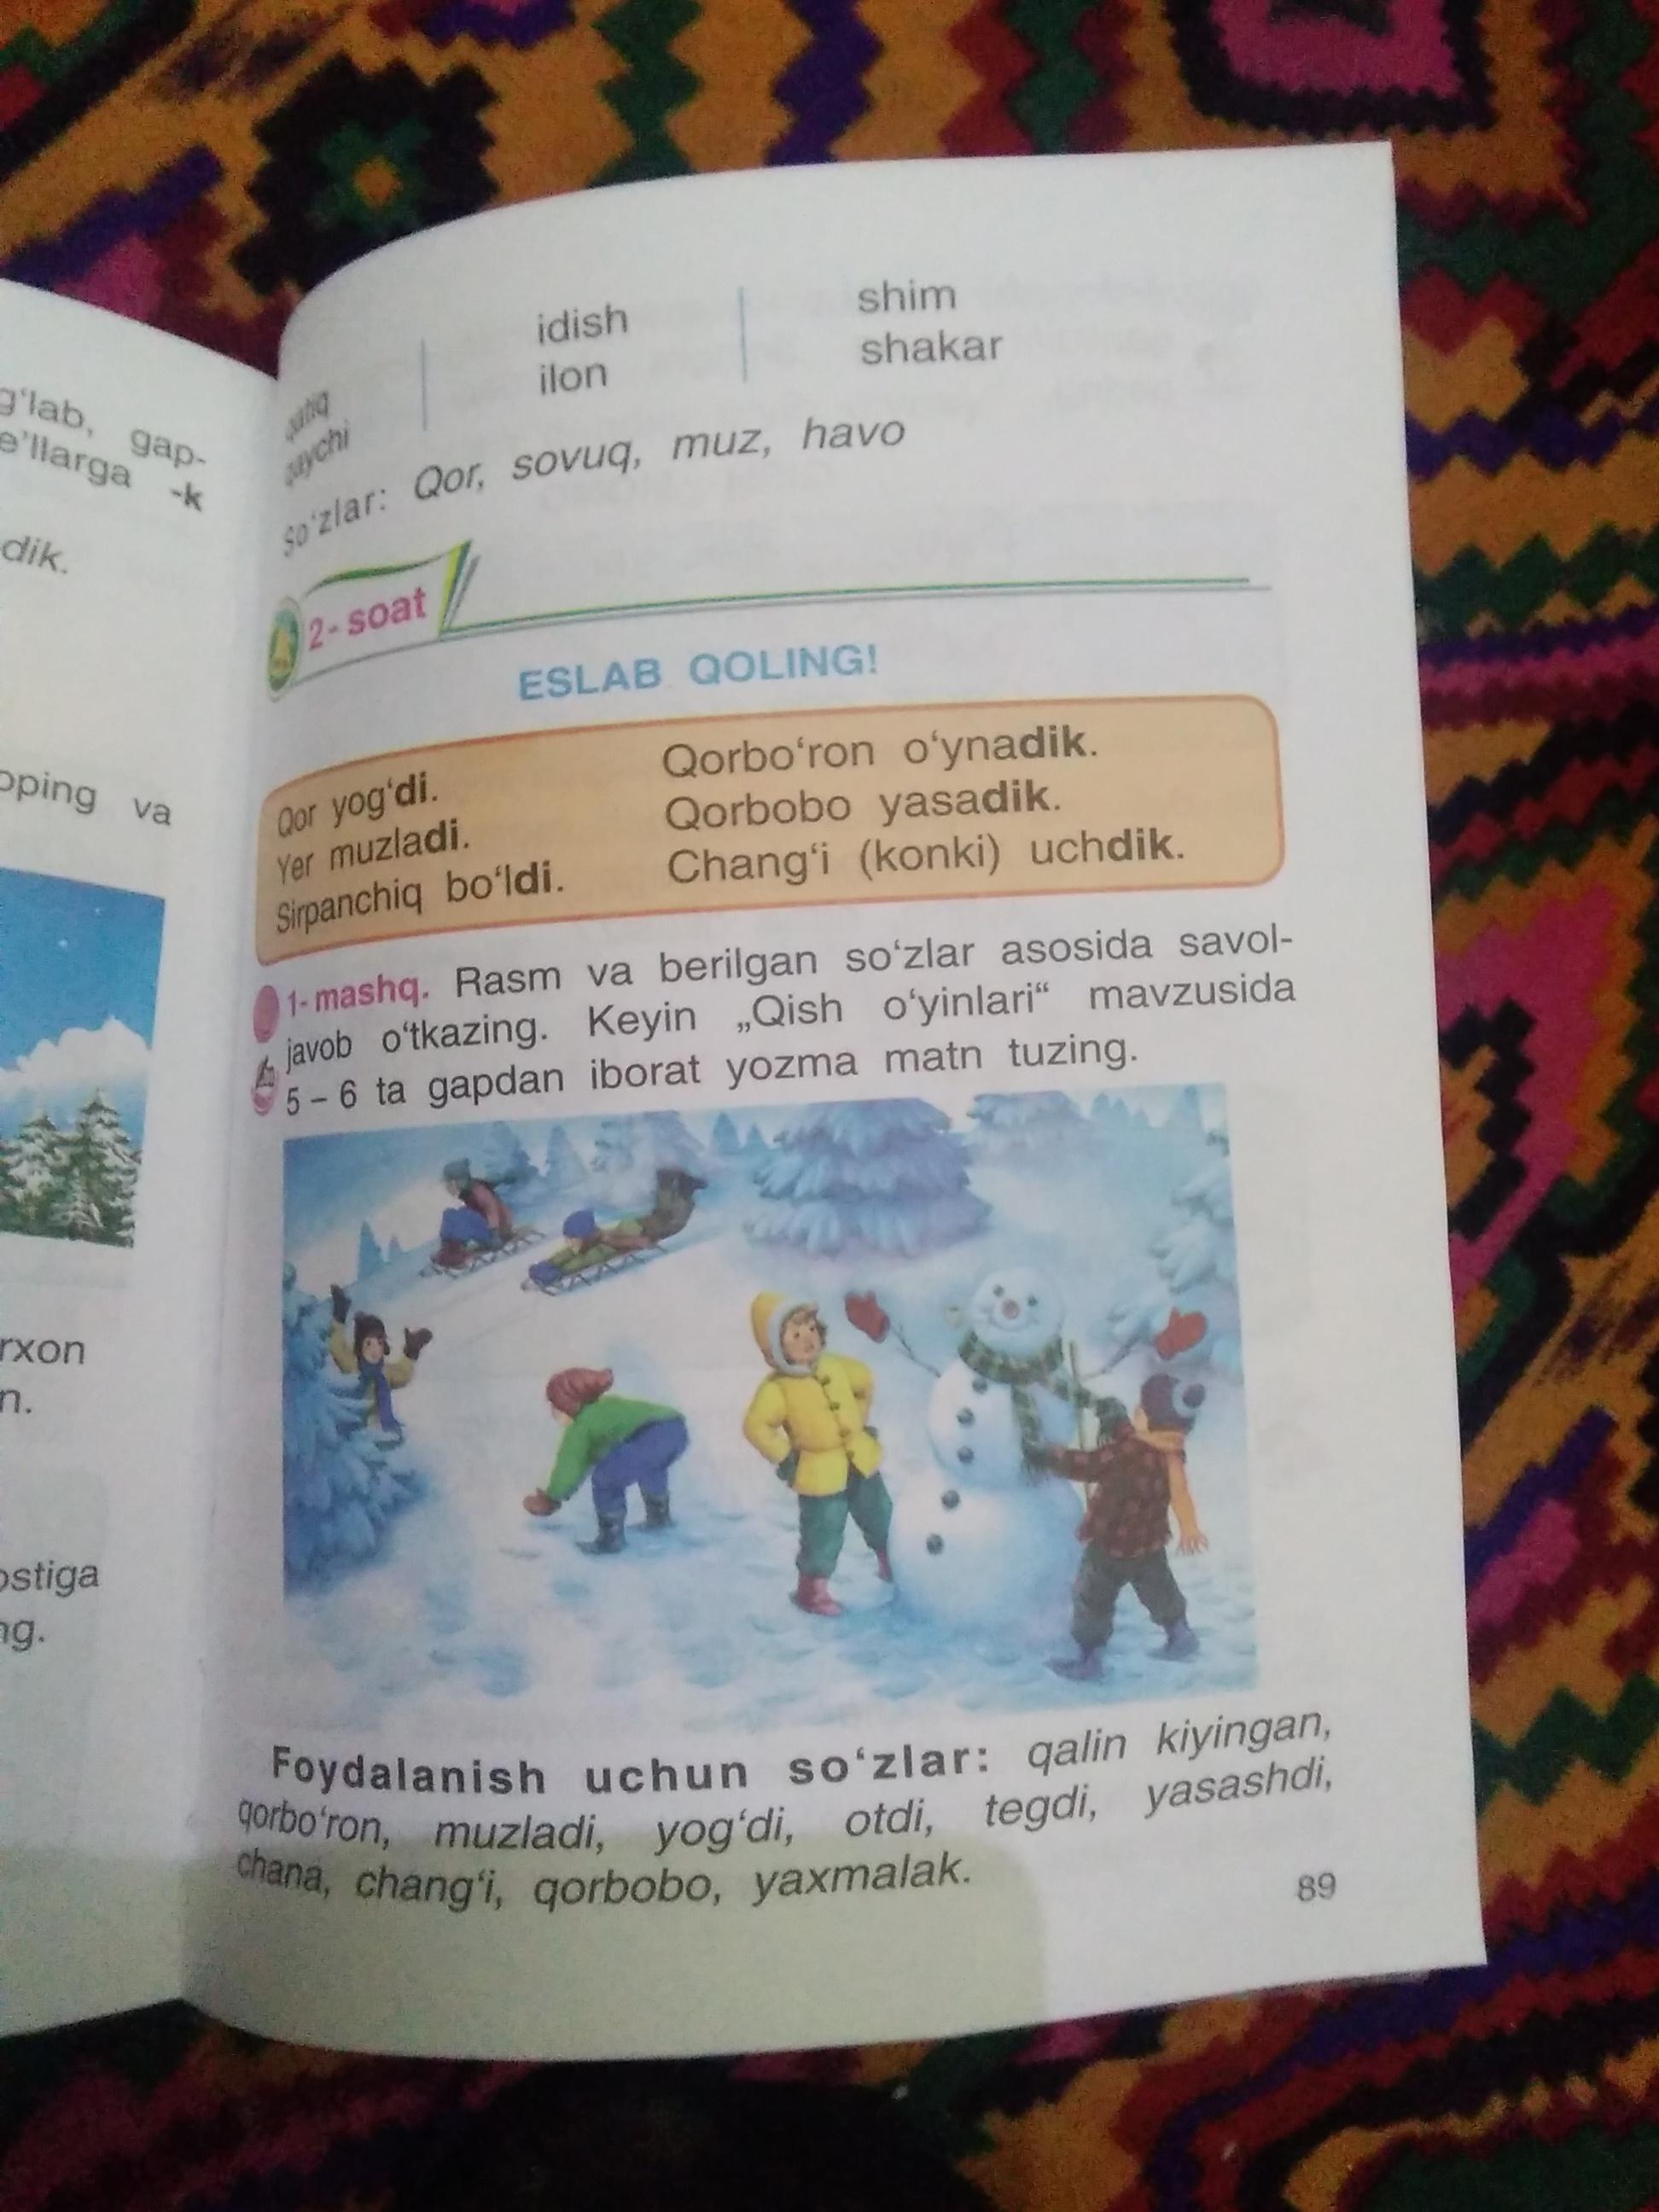 g‘lab, gap-
e’llarga -k
dik.
va
rxon
n.
ostiga
ng.
idish
ilon
shim
shakar
qatiq
qaychi
so‘zlar: Qor, sovuq, muz, havo
2- soat
ESLAB QOLING!
Qor yog‘di.
Yer muzladi.
Sirpanchiq bo‘ldi.
Qorbo‘ron o‘ynadik.
Qorbobo yasadik.
Chang‘i (konki) uchdik.
1- mashq. Rasm va berilgan so‘zlar asosida savol-
javob o‘tkazing. Keyin „Qish o‘yinlari“ mavzusida
5 – 6 ta gapdan iborat yozma matn tuzing.
Foydalanish uchun so‘zlar: qalin kiyingan,
qorbo‘ron, muzladi, yog‘di, otdi, tegdi, yasashdi,
chana, chang‘i, qorbobo, yaxmalak.
89